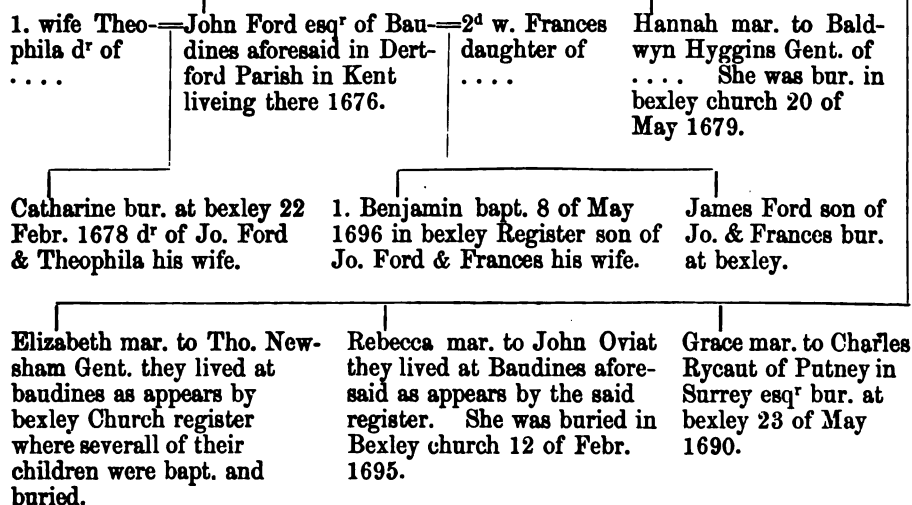 1. wife Theo-
phila dʳ of
. . . .
John Ford esqʳ of Bau-
dines aforesaid in Dert-
ford Parish in Kent
liveing there 1676.
2ᵈ w. Frances
daughter of
. . . .
Hannah mar. to Bald-
wyn Hyggins Gent. of
. . . . She was bur. in
bexley church 20 of
May 1679.
Catharine bur. at bexley 22
Febr. 1678 dʳ of Jo. Ford
& Theophila his wife.
1. Benjamin bapt. 8 of May
1696 in bexley Register son of
Jo. Ford & Frances his wife.
James Ford son of
Jo. & Frances bur.
at bexley.
Elizabeth mar. to Tho. New-
sham Gent. they lived at
baudines as appears by
bexley Church register
where severall of their
children were bapt. and
buried.
Rebecca mar. to John Oviat
they lived at Baudines afore-
said as appears by the said
register. She was buried in
Bexley church 12 of Febr.
1695.
Grace mar. to Charles
Rycaut of Putney in
Surrey esqʳ bur. at
bexley 23 of May
1690.